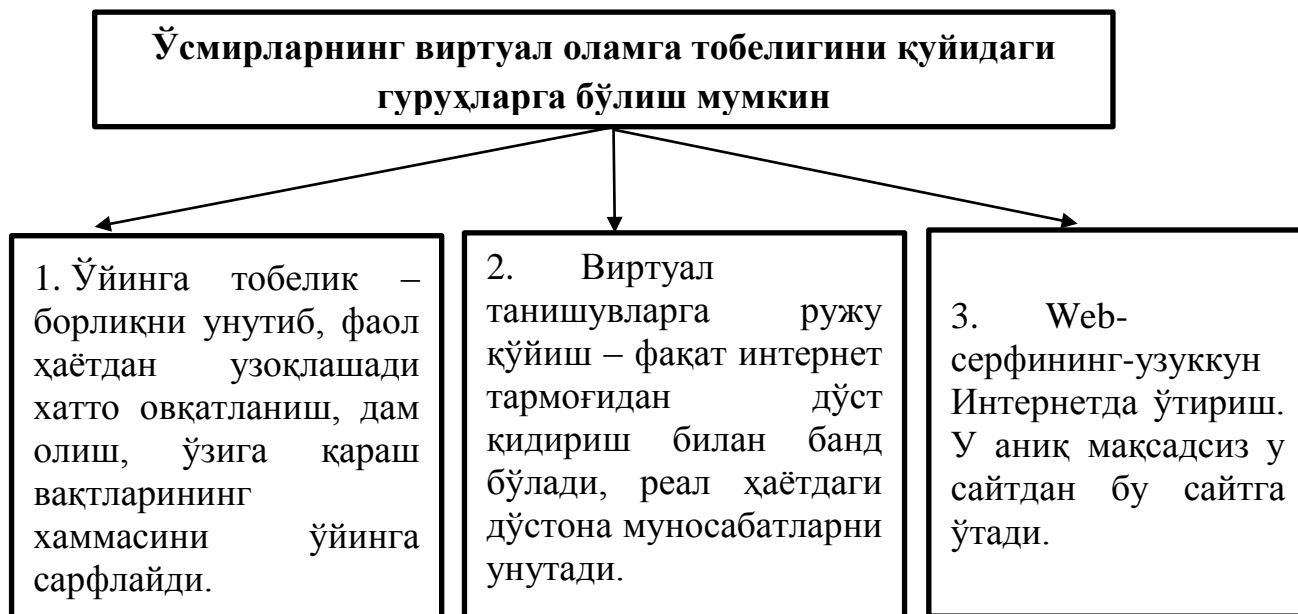 Ўсмирларнинг виртуал оламга тобелигини қуйидаги
гуруҳларга бўлиш мумкин
1. Ўйинга тобелик –
борлиқни унутиб, фаол
ҳаётдан узоқлашади
хатто овқатланиш, дам
олиш, ўзига қараш
вақтларининг
хаммасини ўйинга
сарфлайди.
2. Виртуал
танишувларга ружу
қўйиш – фақат интернет
тармоғидан дўст
қидириш билан банд
бўлади, реал ҳаётдаги
дўстона муносабатларни
унутади.
3. Web-
серфининг-узуккун
Интернетда ўтириш.
У аниқ мақсадсиз у
сайтдан бу сайтга
ўтади.